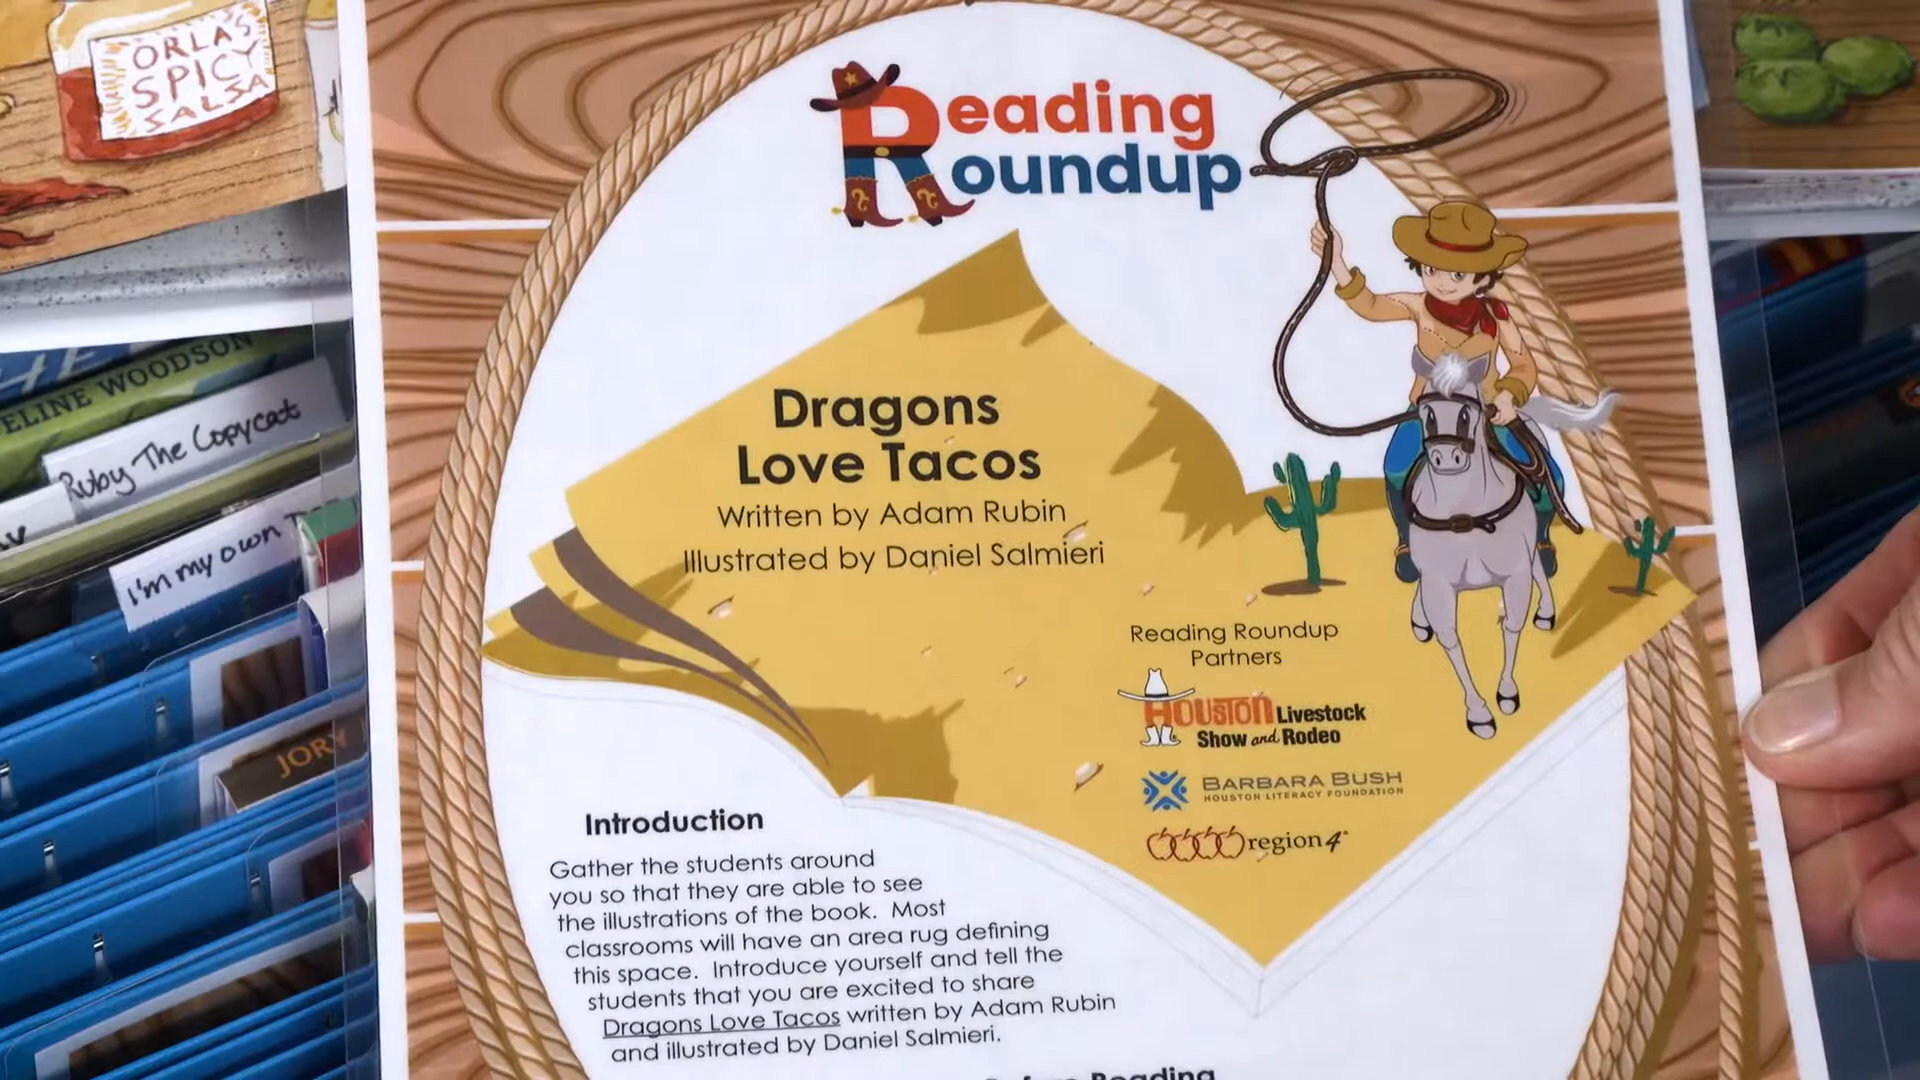 ORLA'S
SPICY
SALSA
Reading
Roundup
Dragons
Love Tacos
Written by Adam Rubin
Illustrated by Daniel Salmieri
Reading Roundup
Partners
HOUSTON Livestock
Show and Rodeo
BARBARA BUSH
HOUSTON LITERACY FOUNDATION
region 4
Introduction
Gather the students around
you so that they are able to see
the illustrations of the book. Most
classrooms will have an area rug defining
this space. Introduce yourself and tell the
students that you are excited to share
Dragons Love Tacos written by Adam Rubin
and illustrated by Daniel Salmieri.
Reading
ELINE WOODSON
Ruby The Copycat
I'm my own
JORY